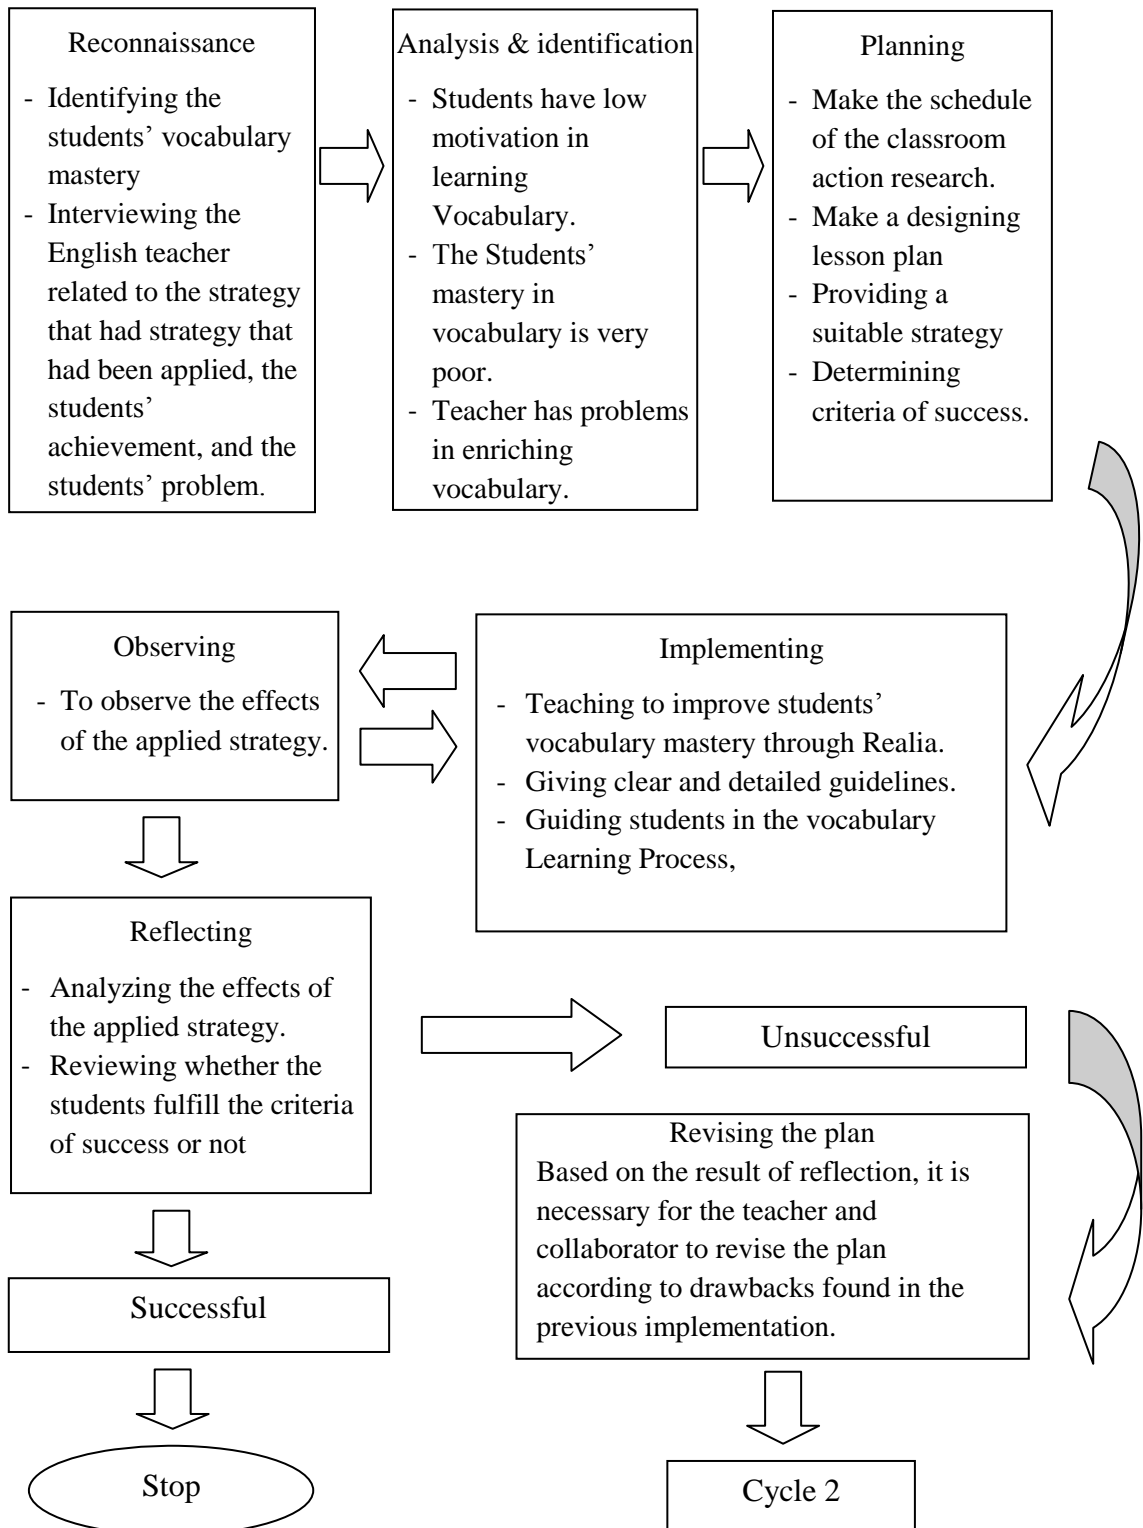 Reconnaissance
- Identifying the
students’ vocabulary
mastery
- Interviewing the
English teacher
related to the strategy
that had strategy that
had been applied, the
students’
achievement, and the
students’ problem.
Analysis & identification
- Students have low
motivation in
learning
Vocabulary.
- The Students’
mastery in
vocabulary is very
poor.
- Teacher has problems
in enriching
vocabulary.
Planning
- Make the schedule
of the classroom
action research.
- Make a designing
lesson plan
- Providing a
suitable strategy
- Determining
criteria of success.
Observing
- To observe the effects
of the applied strategy.
Implementing
- Teaching to improve students’
vocabulary mastery through Realia.
- Giving clear and detailed guidelines.
- Guiding students in the vocabulary
Learning Process,
Reflecting
- Analyzing the effects of
the applied strategy.
- Reviewing whether the
students fulfill the criteria
of success or not
Unsuccessful
Revising the plan
Based on the result of reflection, it is
necessary for the teacher and
collaborator to revise the plan
according to drawbacks found in the
previous implementation.
Successful
Stop
Cycle 2